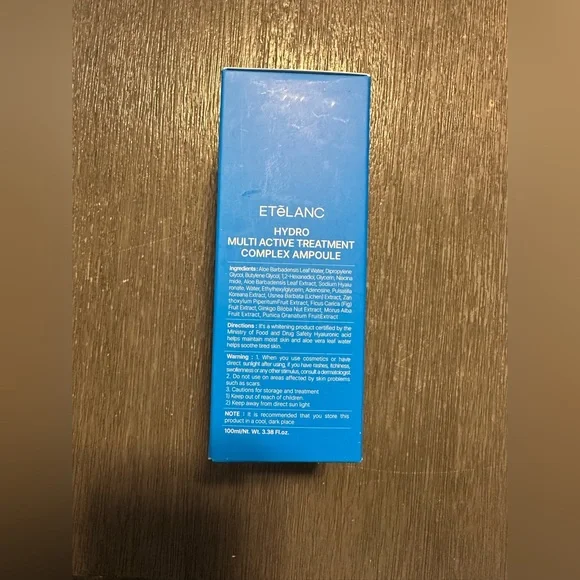 ETēLANC
HYDRO
MULTI ACTIVE TREATMENT
COMPLEX AMPOULE
Ingredients : Aloe Barbadensis Leaf Water, Dipropylene
Glycol, Butylene Glycol, 1,2-Hexanediol, Glycerin, Niacina
mide, Aloe Barbadensis Leaf Extract, Sodium Hyalu
ronate, Water, Ethylhexylglycerin, Adenosine, Pulsatilla
Koreana Extract, Usnea Barbata (Lichen) Extract, Zan
thoxylum PiperitumFruit Extract, Ficus Carica (Fig)
Fruit Extract, Ginkgo Biloba Nut Extract, Morus Alba
Fruit Extract, Punica Granatum FruitExtract
Directions : It's a whitening product certified by the
Ministry of Food and Drug Safety Hyaluronic acid
helps maintain moist skin and aloe vera leaf water
helps soothe tired skin.
Warning : 1. When you use cosmetics or have
direct sunlight after using, if you have rashes, itchiness,
swellorness or any other stimulus, consult a dermatologist.
2. Do not use on areas affected by skin problems
such as scars.
3. Cautions for storage and treatment
1) Keep out of reach of children.
2) Keep away from direct sun light
NOTE : It is recommended that you store this
product in a cool, dark place
100ml/Nt. Wt. 3.38 Fl.oz.